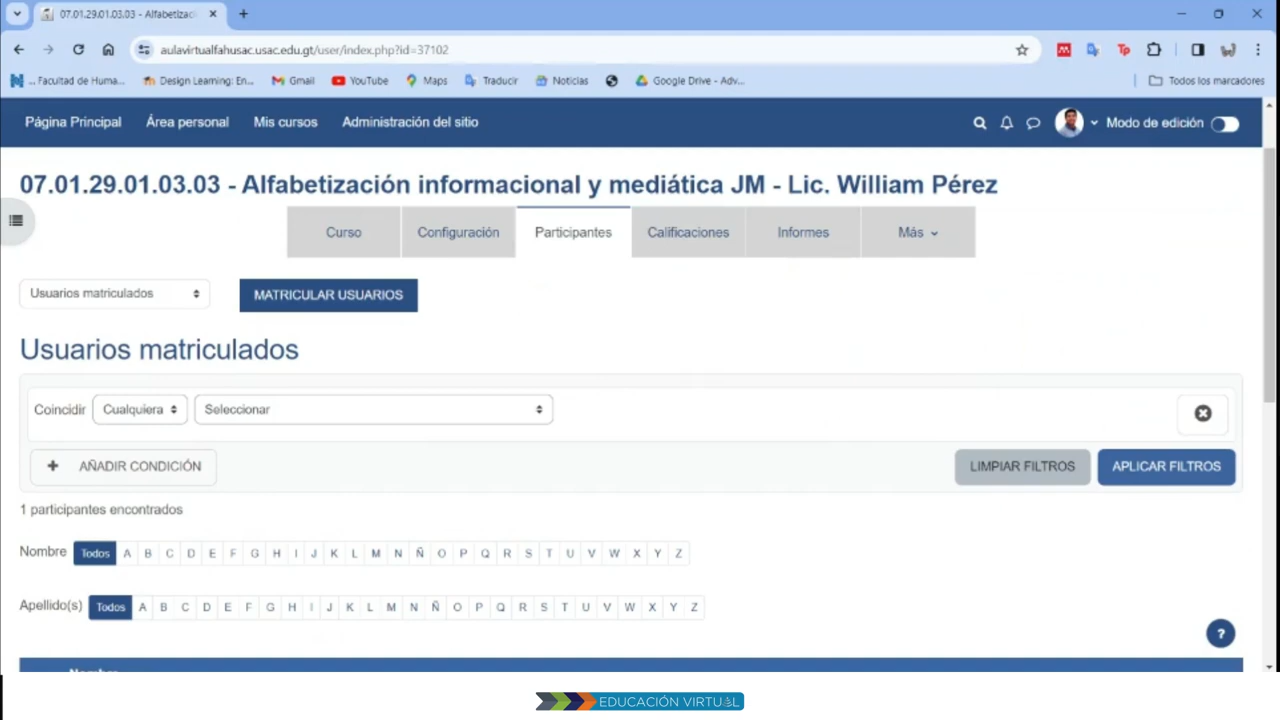 07.01.29.01.03.03 - Alfabetizaci
aulavirtualfahusac.usac.edu.gt/user/index.php?id=37102
... Facultad de Huma...
Design Learning: En...
Gmail
YouTube
Maps
Traducir
Noticias
Google Drive - Adv...
Todos los marcadores
Página Principal
Área personal
Mis cursos
Administración del sitio
Modo de edición
07.01.29.01.03.03 - Alfabetización informacional y mediática JM - Lic. William Pérez
Curso
Configuración
Participantes
Calificaciones
Informes
Más
Usuarios matriculados
MATRICULAR USUARIOS
Usuarios matriculados
Coincidir
Cualquiera
Seleccionar
AÑADIR CONDICIÓN
LIMPIAR FILTROS
APLICAR FILTROS
1 participantes encontrados
Nombre Todos A B C D E F G H I J K L M N Ñ O P Q R S T U V W X Y Z
Apellido(s) Todos A B C D E F G H I J K L M N Ñ O P Q R S T U V W X Y Z
?
EDUCACIÓN VIRTUAL